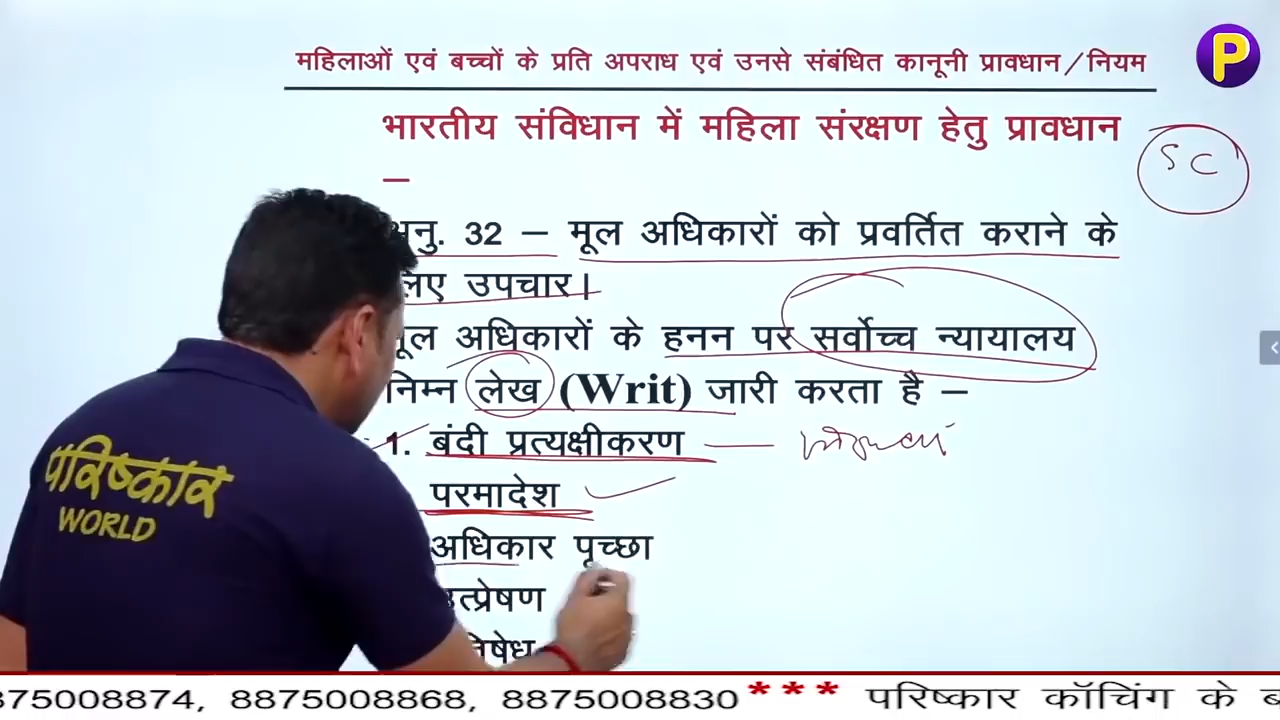 महिलाओं एवं बच्चों के प्रति अपराध एवं उनसे संबंधित कानूनी प्रावधान/नियम
P
भारतीय संविधान में महिला संरक्षण हेतु प्रावधान
–
SC
अनु. 32 – मूल अधिकारों को प्रवर्तित कराने के
लिए उपचार।
मूल अधिकारों के हनन पर सर्वोच्च न्यायालय
निम्न लेख (Writ) जारी करता है –
1. बंदी प्रत्यक्षीकरण
परमादेश
अधिकार पृच्छा
उत्प्रेषण
परिष्कार
WORLD
8875008874, 8875008868, 8875008830 *** परिष्कार कॉचिंग के